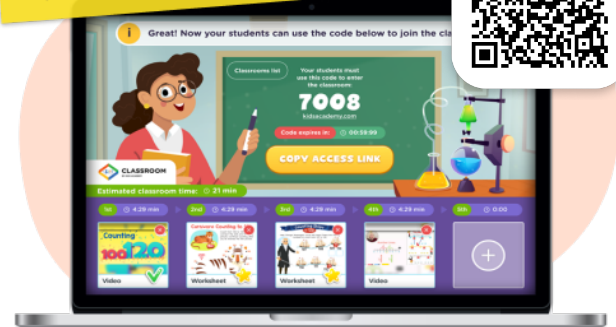 i Great! Now your students can use the code below to join the cla
Classrooms list
Your students must
use this code to enter
the classroom
7008
kidsacademy.com
Code expires in: 00:59:99
COPY ACCESS LINK
CLASSROOM
Estimated classroom time: 21 min
1st 4:29 min
2nd 4:29 min
3rd 4:29 min
4th 4:29 min
5th 0:00
Counting
100 120
Video
Worksheet
Worksheet
Video